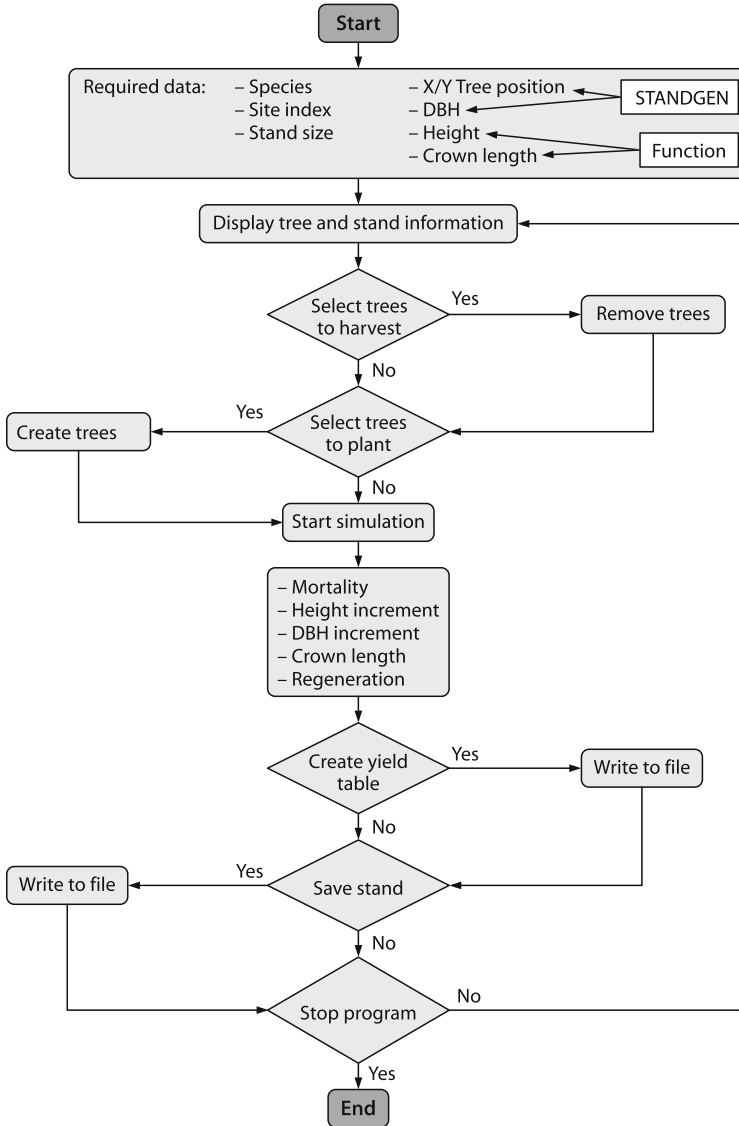 Start
Required data:
– Species
– Site index
– Stand size
– X/Y Tree position
– DBH
– Height
– Crown length
STANDGEN
Function
Display tree and stand information
Select trees
to harvest
Yes
Remove trees
No
Select trees
to plant
Yes
Create trees
No
Start simulation
– Mortality
– Height increment
– DBH increment
– Crown length
– Regeneration
Create yield
table
Yes
Write to file
No
Save stand
Yes
Write to file
No
Stop program
No
Yes
End